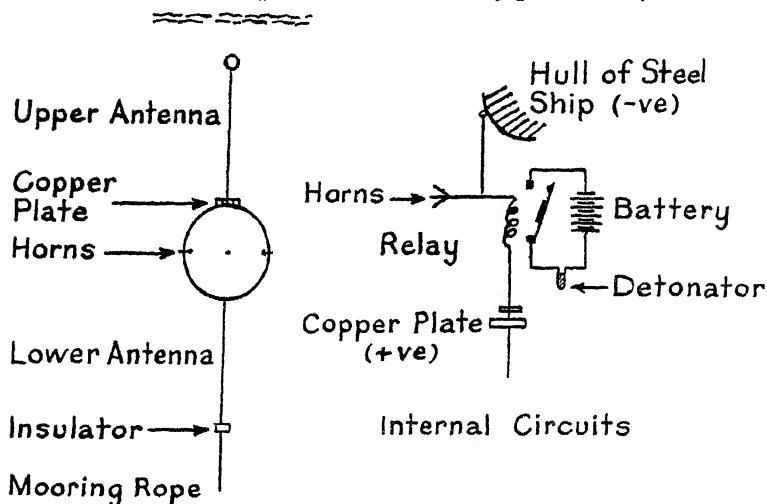 Upper Antenna
Copper
Plate
Horns
Lower Antenna
Insulator
Mooring Rope
Hull of Steel
Ship (-ve)
Horns
Relay
Battery
Detonator
Copper Plate
(+ve)
Internal Circuits